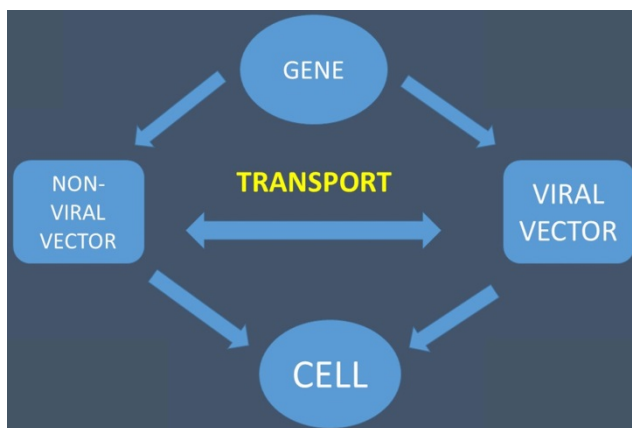 GENE
TRANSPORT
NON-
VIRAL
VECTOR
VIRAL
VECTOR
CELL